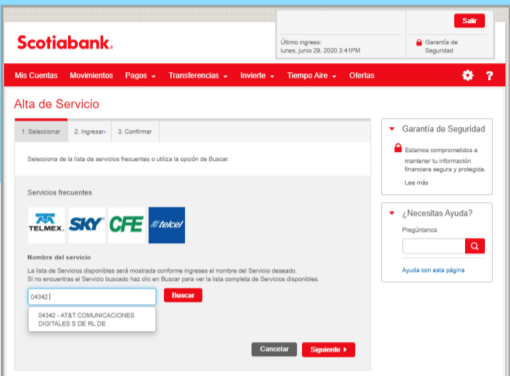 Salir
Scotiabank.
Último ingreso:
lunes, junio 29, 2020 3:41PM
Garantía de
Seguridad
Mis Cuentas Movimientos Pagos Transferencias Invierte Tiempo Aire Ofertas ?
Alta de Servicio
1. Seleccionar 2. Ingresar 3. Confirmar
Selecciona de la lista de servicios frecuentes o utiliza la opción de Buscar.
Servicios frecuentes
TELMEX. SKY CFE telcel
Nombre del servicio
La lista de Servicios disponibles será mostrada conforme ingreses el nombre del Servicio deseado.
Si no encuentras el Servicio buscado haz clic en Buscar para ver la lista completa de Servicios disponibles.
04342 Buscar
04342 - AT&T COMUNICACIONES
DIGITALES S DE RL DE
Cancelar Siguiente
Garantía de Seguridad
Estamos comprometidos a
mantener tu información
financiera segura y protegida
Lee más
¿Necesitas Ayuda?
Pregúntanos
Ayuda con esta página